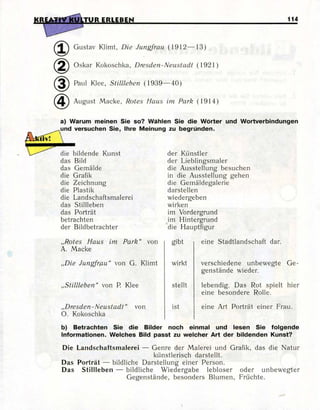 KREATIV KULTUR ERLEBEN 114
1 Gustav Klimt, Die Jungfrau (1912—13)
2 Oskar Kokoschka, Dresden-Neustadt (1921)
3 Paul Klee, Stillleben (1939—40)
4 August Macke, Rotes Haus im Park (1914)
a) Warum meinen Sie so? Wählen Sie die Wörter und Wortverbindungen
und versuchen Sie, Ihre Meinung zu begründen.
Aktiv!
die bildende Kunst
das Bild
das Gemälde
die Grafik
die Zeichnung
die Plastik
die Landschaftsmalerei
das Stillleben
das Porträt
betrachten
der Bildbetrachter
der Künstler
der Lieblingsmaler
die Ausstellung besuchen
in die Ausstellung gehen
die Gemäldegalerie
darstellen
wiedergeben
wirken
im Vordergrund
im Hintergrund
die Hauptfigur
„Rotes Haus im Park" von
A. Macke
gibt
eine Stadtlandschaft dar.
„Die Jungfrau" von G. Klimt
wirkt
verschiedene unbewegte Ge-
genstände wieder.
„Stillleben" von P. Klee
stellt
lebendig. Das Rot spielt hier
eine besondere Rolle.
„Dresden-Neustadt" von
O. Kokoschka
ist
eine Art Porträt einer Frau.
b) Betrachten Sie die Bilder noch einmal und lesen Sie folgende
Informationen. Welches Bild passt zu welcher Art der bildenden Kunst?
Die Landschaftsmalerei — Genre der Malerei und Grafik, das die Natur
künstlerisch darstellt.
Das Porträt — bildliche Darstellung einer Person.
Das Stillleben — bildliche Wiedergabe lebloser oder unbewegter
Gegenstände, besonders Blumen, Früchte.